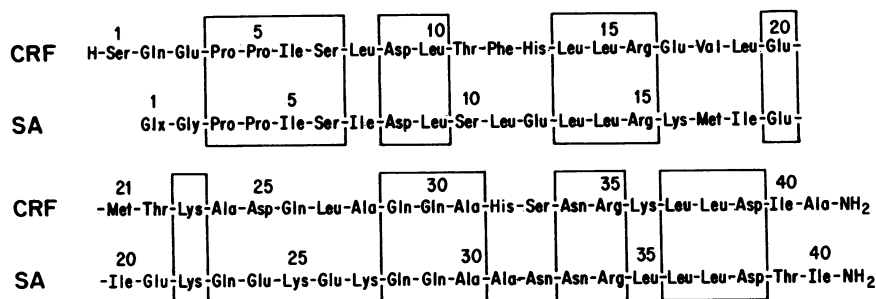 1 5 10 15 20
CRF H-Ser-Gln-Glu-Pro-Pro-Ile-Ser-Leu-Asp-Leu-Thr-Phe-His-Leu-Leu-Arg-Glu-Val-Leu-Glu-
1 5 10 15
SA Glx-Gly-Pro-Pro-Ile-Ser-Ile-Asp-Leu-Ser-Leu-Glu-Leu-Leu-Arg-Lys-Met-Ile-Glu-
21 25 30 35 40
CRF -Met-Thr-Lys-Ala-Asp-Gln-Leu-Ala-Gln-Gln-Ala-His-Ser-Asn-Arg-Lys-Leu-Leu-Asp-Ile-Ala-NH2
20 25 30 35 40
SA -Ile-Glu-Lys-Gln-Glu-Lys-Glu-Lys-Gln-Gln-Ala-Ala-Asn-Asn-Arg-Leu-Leu-Leu-Asp-Thr-Ile-NH2